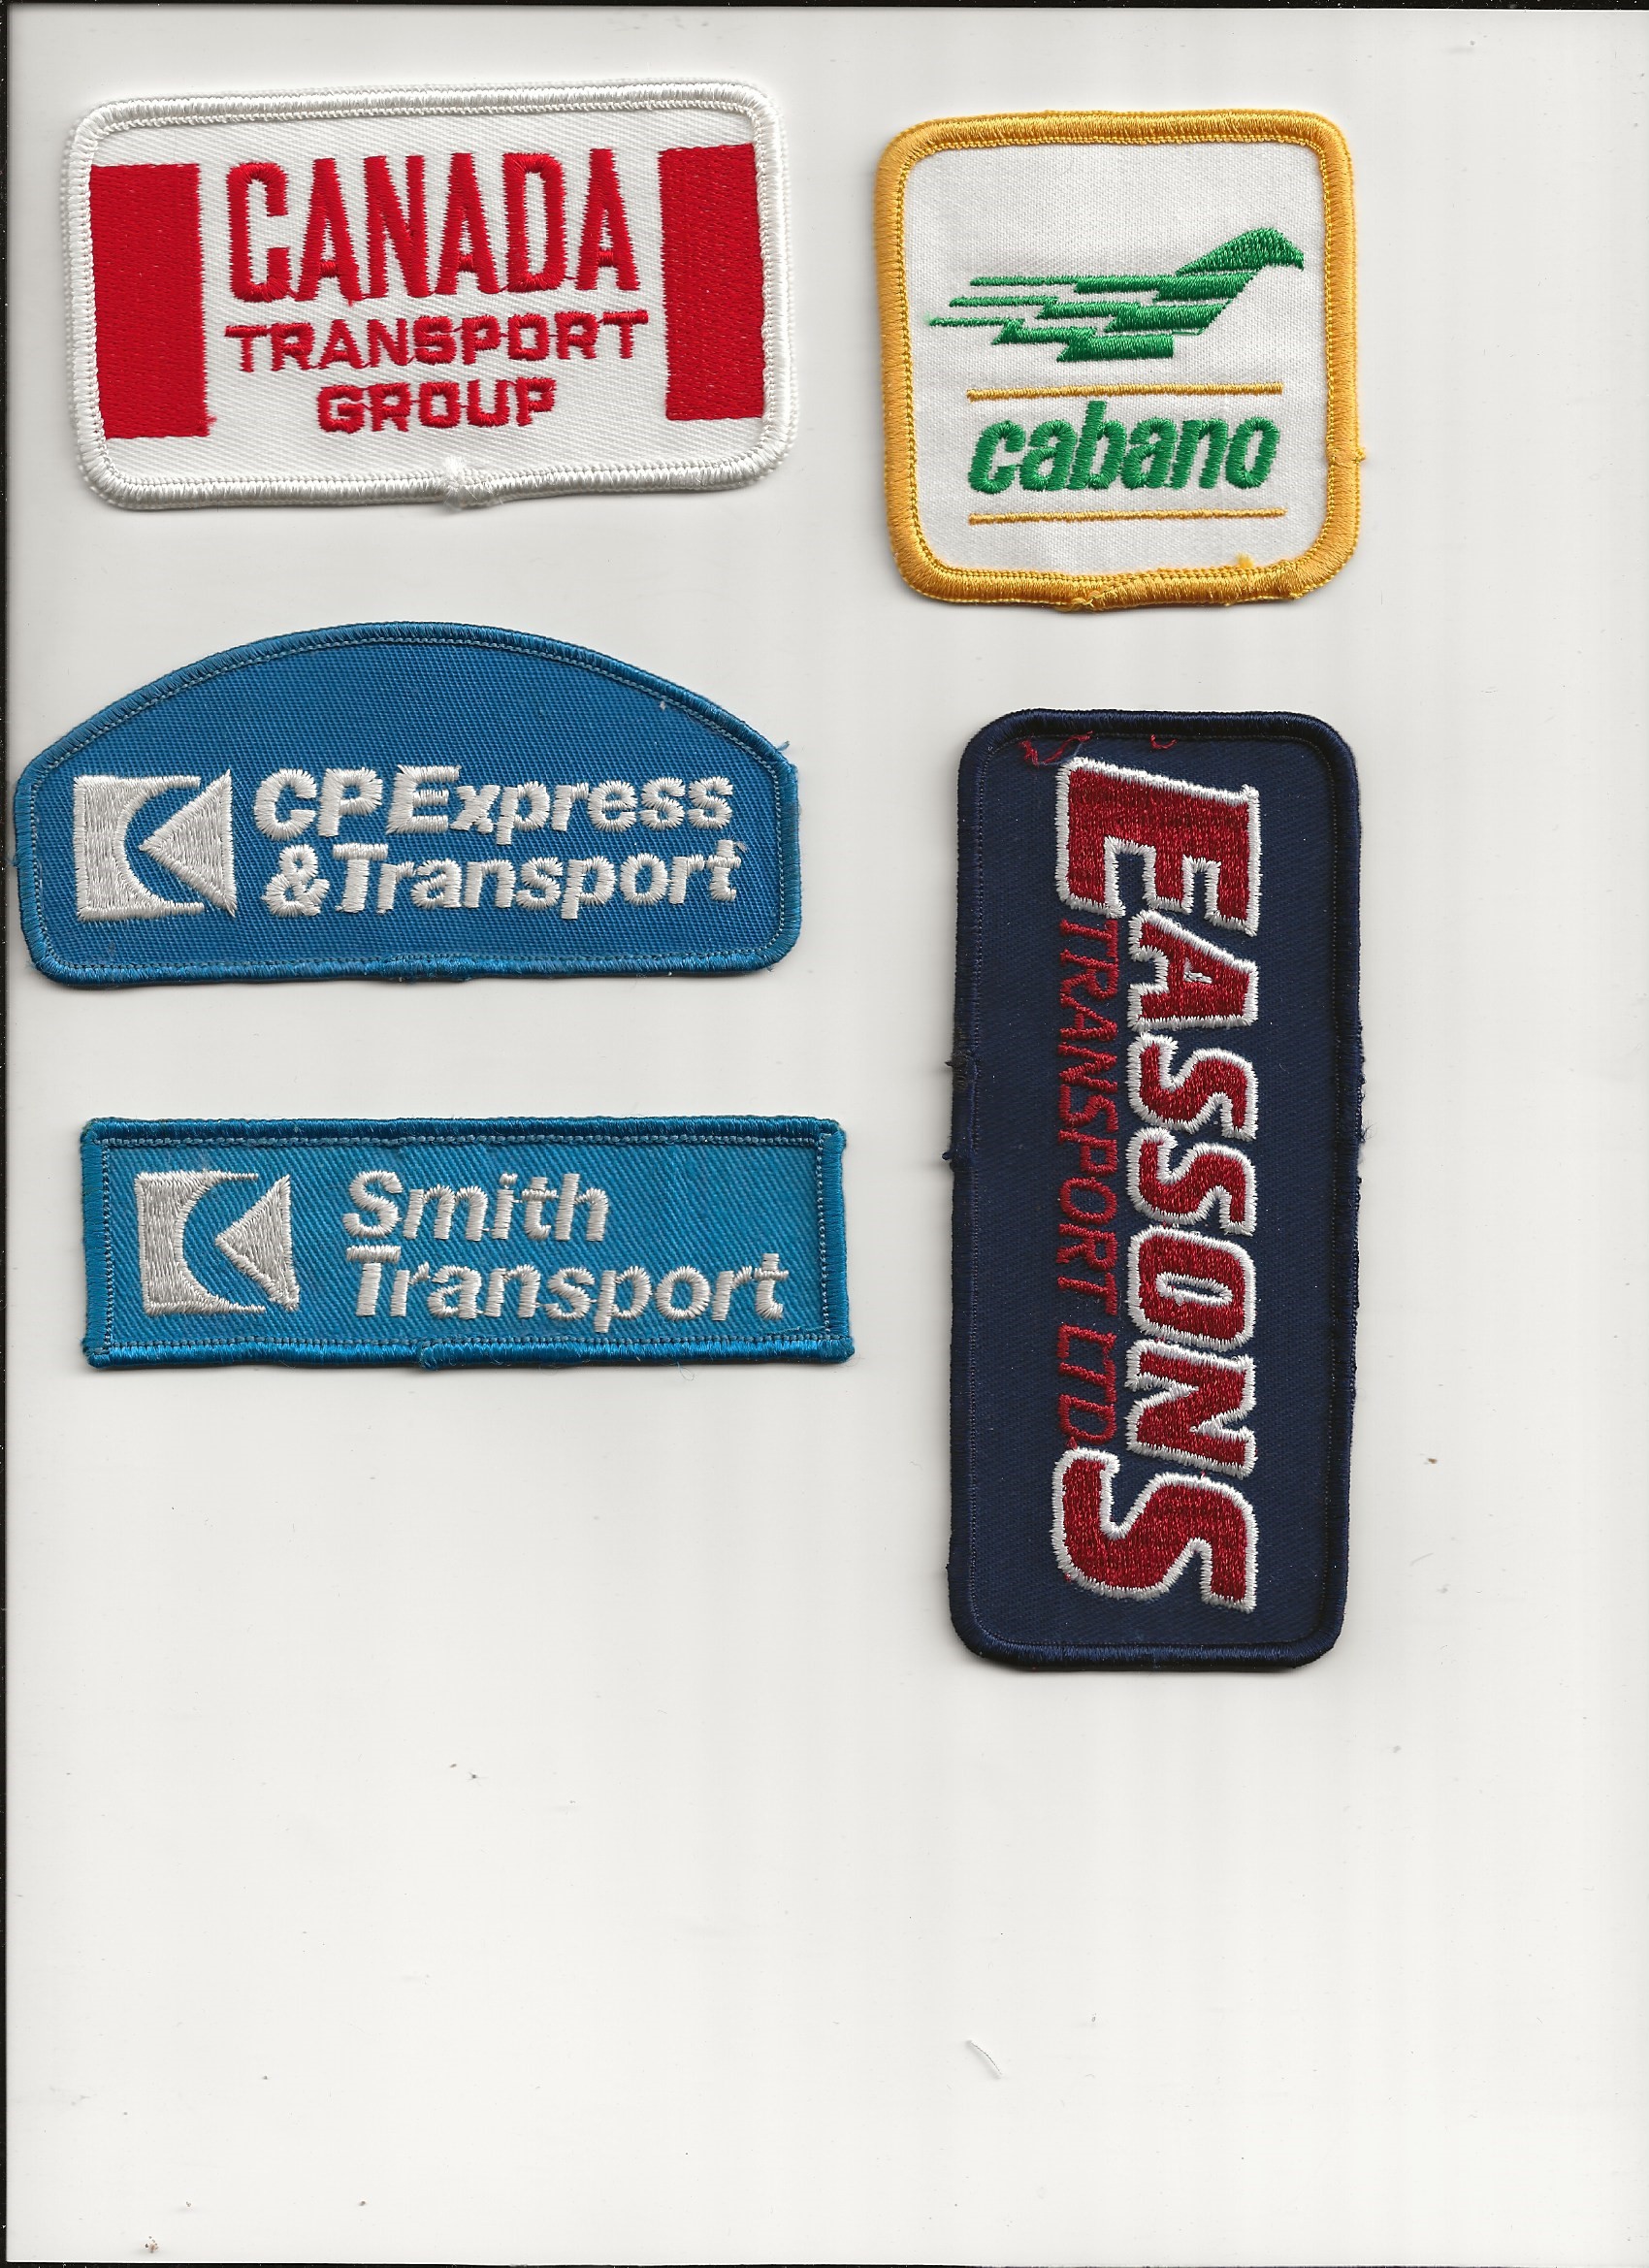 CANADA
TRANSPORT
GROUP
cabano
CP Express
& Transport
EASSONS
TRANSPORT LTD.
Smith
Transport